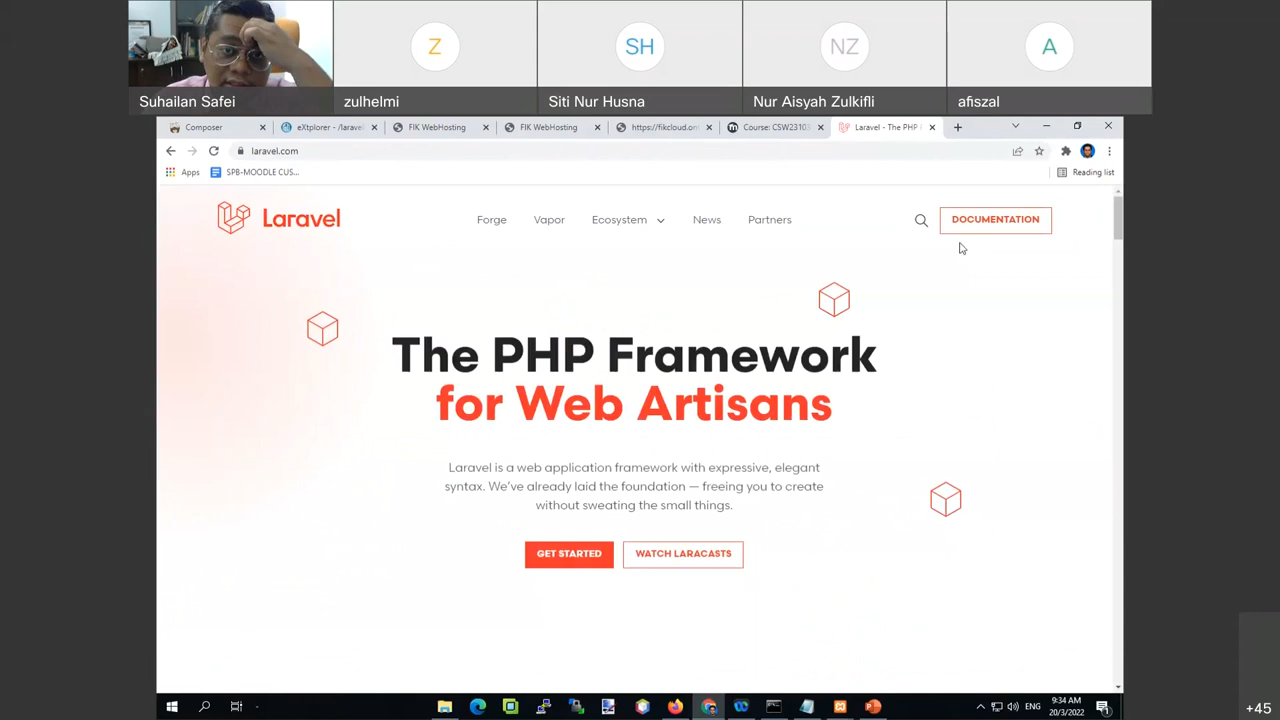 Z
SH
NZ
A
Suhailan Safei
zulhelmi
Siti Nur Husna
Nur Aisyah Zulkifli
afiszal
Composer
eXtplorer - /larave
FIK WebHosting
FIK WebHosting
https://fikcloud.on
Course: CSW23103
Laravel - The PHP
laravel.com
Apps
SPB-MOODLE CUS...
Reading list
Laravel
Forge
Vapor
Ecosystem
News
Partners
DOCUMENTATION
The PHP Framework
for Web Artisans
Laravel is a web application framework with expressive, elegant
syntax. We've already laid the foundation — freeing you to create
without sweating the small things.
GET STARTED
WATCH LARACASTS
ENG
9:34 AM
20/3/2022
+45